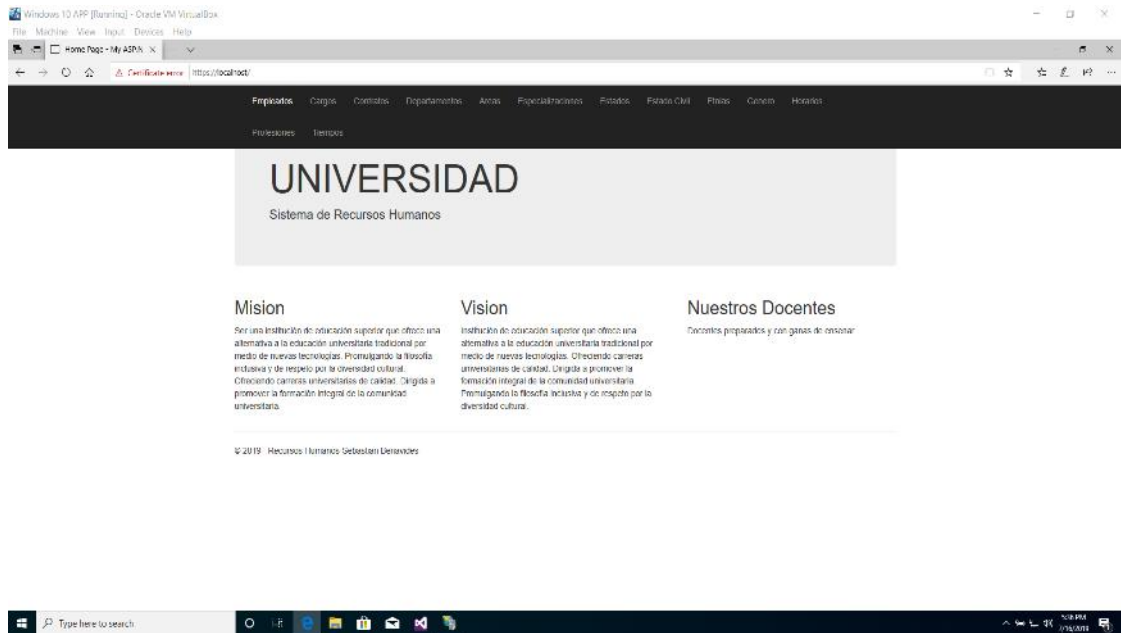 Windows 10 APP [Running] - Oracle VM VirtualBox
File Machine View Input Devices Help
Home Page - My ASP.N
Certificate error https://localhost/
Empleados Cargos Contratos Departamentos Areas Especializaciones Estados Estado Civil Etnias Genero Horarios
Profesiones Tiempos
UNIVERSIDAD
Sistema de Recursos Humanos
Mision
Ser una institución de educación superior que ofrece una
alternativa a la educación universitaria tradicional por
medio de nuevas tecnologías. Promulgando la filosofía
inclusiva y de respeto por la diversidad cultural.
Ofreciendo carreras universitarias de calidad. Dirigida a
promover la formación integral de la comunidad
universitaria.
Vision
Institución de educación superior que ofrece una
alternativa a la educación universitaria tradicional por
medio de nuevas tecnologías. Ofreciendo carreras
universitarias de calidad. Dirigida a promover la
formación integral de la comunidad universitaria
Promulgando la filosofía inclusiva y de respeto por la
diversidad cultural.
Nuestros Docentes
Docentes preparados y con ganas de ensenar
© 2019 Recursos Humanos Sebastian Benavides
Type here to search
PM
7/16/2019